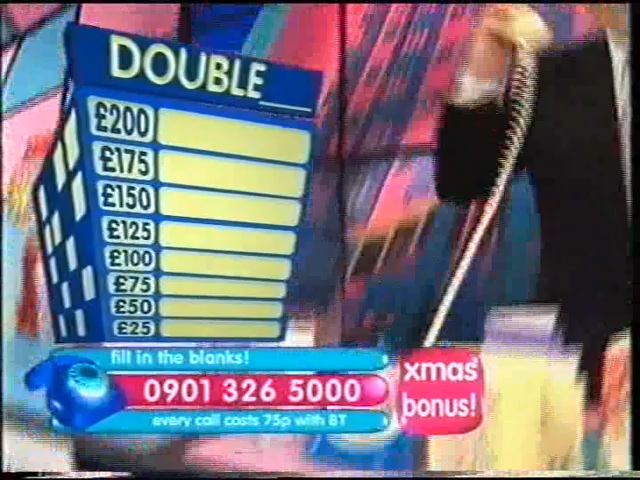 DOUBLE____
£200
£175
£150
£125
£100
£75
£50
£25
fill in the blanks!
0901 326 5000
every call costs 75p with BT
xmas
bonus!